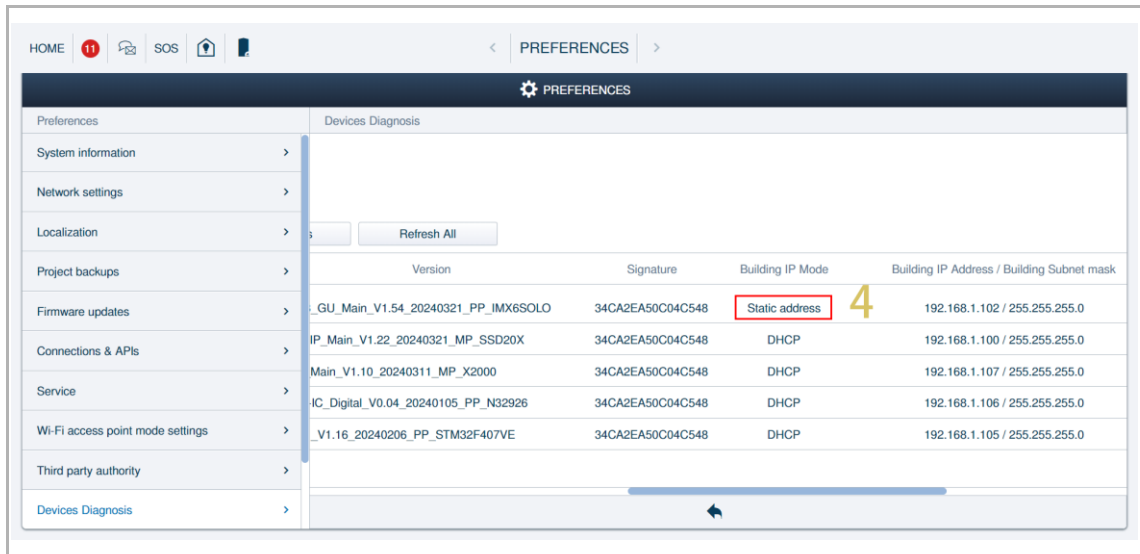 HOME 11 SOS < PREFERENCES >
PREFERENCES
Preferences
Devices Diagnosis
System information >
Network settings >
Localization >
Project backups >
Firmware updates >
Connections & APIs >
Service >
Wi-Fi access point mode settings >
Third party authority >
Devices Diagnosis >
s Refresh All
Version Signature Building IP Mode Building IP Address / Building Subnet mask
_GU_Main_V1.54_20240321_PP_IMX6SOLO 34CA2EA50C04C548 Static address 4 192.168.1.102 / 255.255.255.0
IP_Main_V1.22_20240321_MP_SSD20X 34CA2EA50C04C548 DHCP 192.168.1.100 / 255.255.255.0
Main_V1.10_20240311_MP_X2000 34CA2EA50C04C548 DHCP 192.168.1.107 / 255.255.255.0
-IC_Digital_V0.04_20240105_PP_N32926 34CA2EA50C04C548 DHCP 192.168.1.106 / 255.255.255.0
_V1.16_20240206_PP_STM32F407VE 34CA2EA50C04C548 DHCP 192.168.1.105 / 255.255.255.0